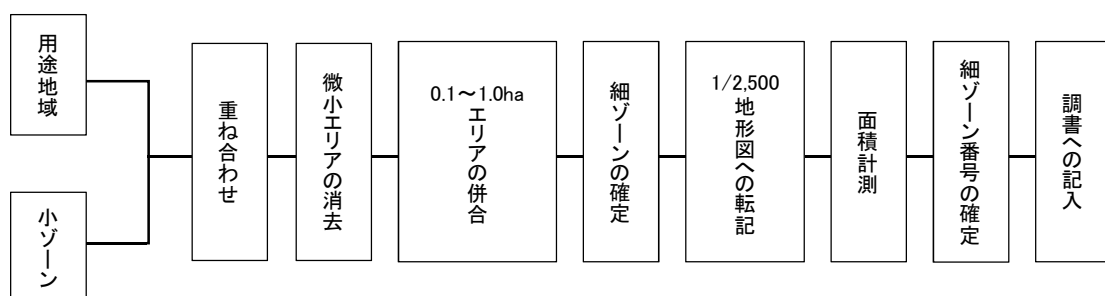 用途地域
小ゾーン
重ね合わせ
微小エリアの消去
0.1～1.0ha
エリアの併合
細ゾーンの確定
1/2,500
地形図への転記
面積計測
細ゾーン番号の確定
調書への記入